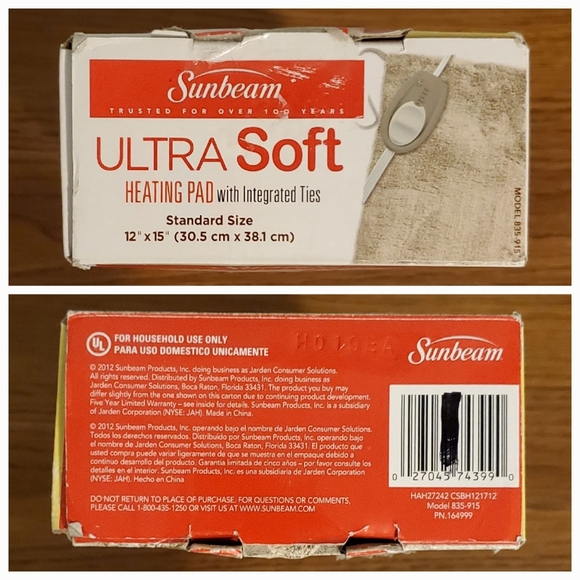 Sunbeam
TRUSTED FOR OVER 100 YEARS
ULTRA Soft
HEATING PAD with Integrated Ties
Standard Size
12" x 15" (30.5 cm x 38.1 cm)
MODEL 835-915
UL
FOR HOUSEHOLD USE ONLY
PARA USO DOMESTICO UNICAMENTE
Sunbeam
© 2012 Sunbeam Products, Inc. doing business as Jarden Consumer Solutions.
All rights reserved. Distributed by Sunbeam Products, Inc. doing business as
Jarden Consumer Solutions, Boca Raton, Florida 33431. The product you buy may
differ slightly from the one shown on this carton due to continuing product development.
Five Year Limited Warranty – see inside for details. Sunbeam Products, Inc. is a subsidiary
of Jarden Corporation (NYSE: JAH). Made in China.
© 2012 Sunbeam Products, Inc. operando bajo el nombre de Jarden Consumer Solutions.
Todos los derechos reservados. Distribuido por Sunbeam Products, Inc. operando bajo
el nombre de Jarden Consumer Solutions, Boca Raton, Florida 33431. El producto que
usted compra puede variar ligeramente de que se muestra en el empaque debido a
continuo desarrollo del producto. Garantía limitada de cinco años – por favor consulte los
detalles en el interior. Sunbeam Products, Inc. es una subsidiaria de Jarden Corporation
(NYSE: JAH). Hecho en China
DO NOT RETURN TO PLACE OF PURCHASE. FOR QUESTIONS OR COMMENTS,
PLEASE CALL 1-800-435-1250 OR VISIT US AT WWW.SUNBEAM.COM
0 27045 74399 0
HAH27242 CSBH121712
Model 835-915
PN.164999